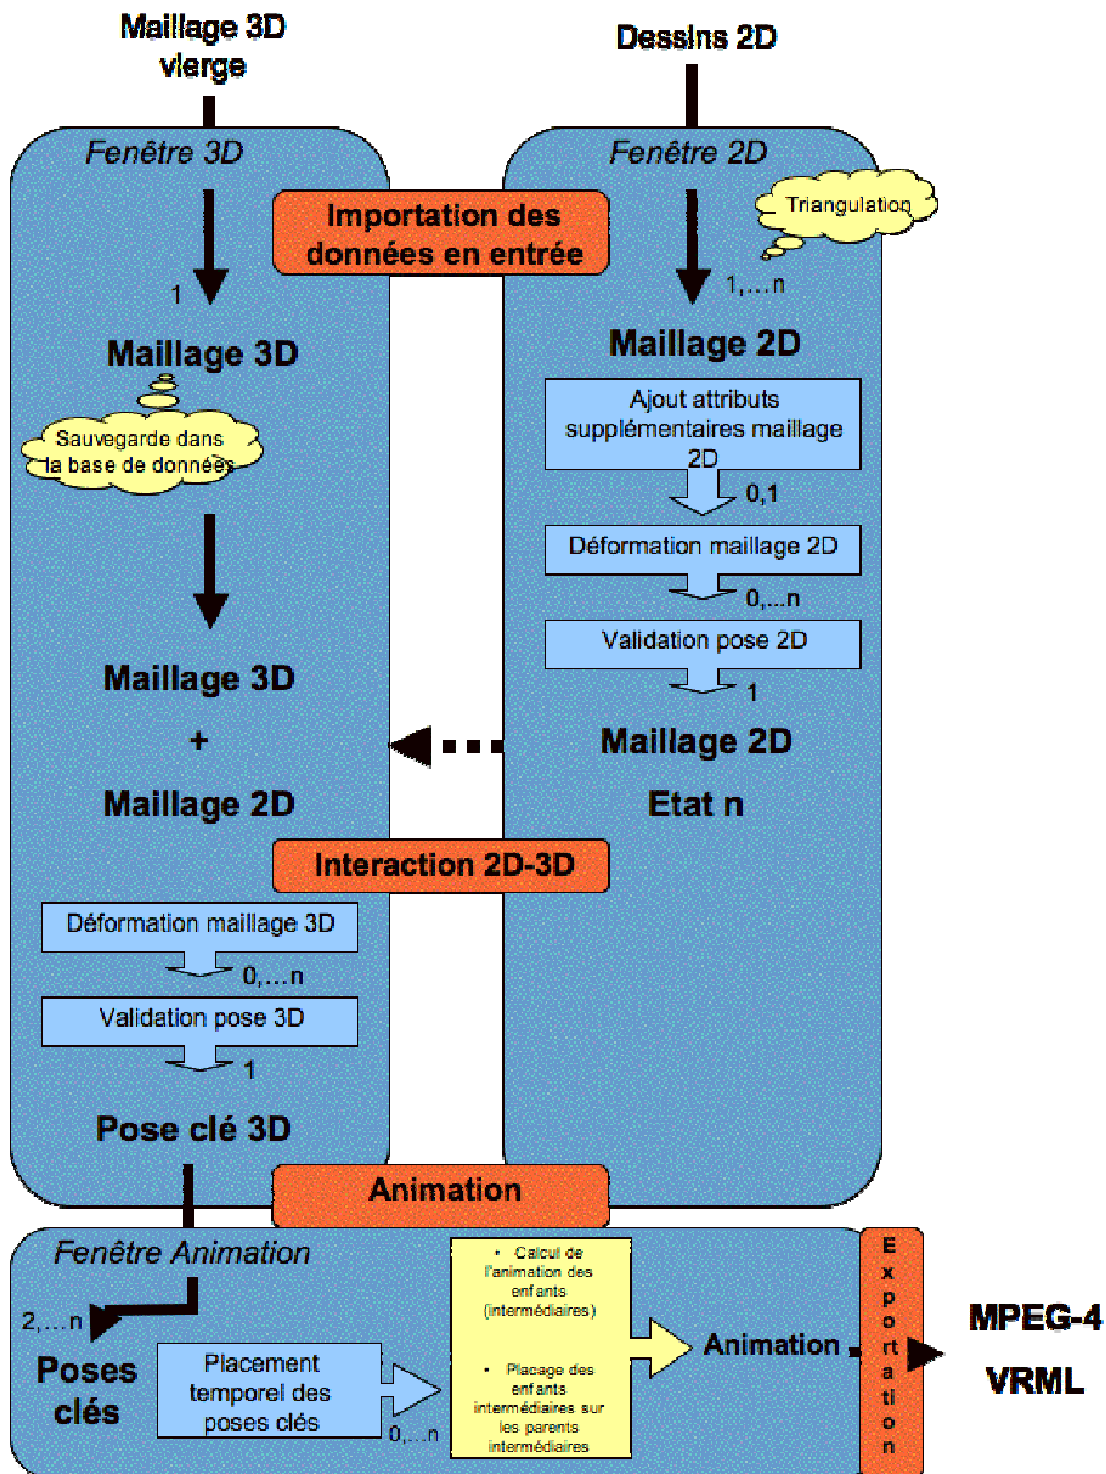 Maillage 3D
vierge
Dessins 2D
Fenêtre 3D
Fenêtre 2D
Triangulation
Importation des
données en entrée
1
1,...n
Maillage 3D
Maillage 2D
Sauvegarde dans
la base de données
Ajout attributs
supplémentaires maillage
2D
0,1
Déformation maillage 2D
0,...n
Validation pose 2D
1
Maillage 3D
+
Maillage 2D
Maillage 2D
Etat n
Interaction 2D-3D
Déformation maillage 3D
0,...n
Validation pose 3D
1
Pose clé 3D
Animation
Fenêtre Animation
2,...n
Poses
clés
Placement
temporel des
poses clés
0,...n
• Calcul de
l'animation des
enfants
(intermédiaires)
• Placage des
enfants
intermédiaires sur
les parents
intermédiaires
Animation
Exportation
MPEG-4
VRML